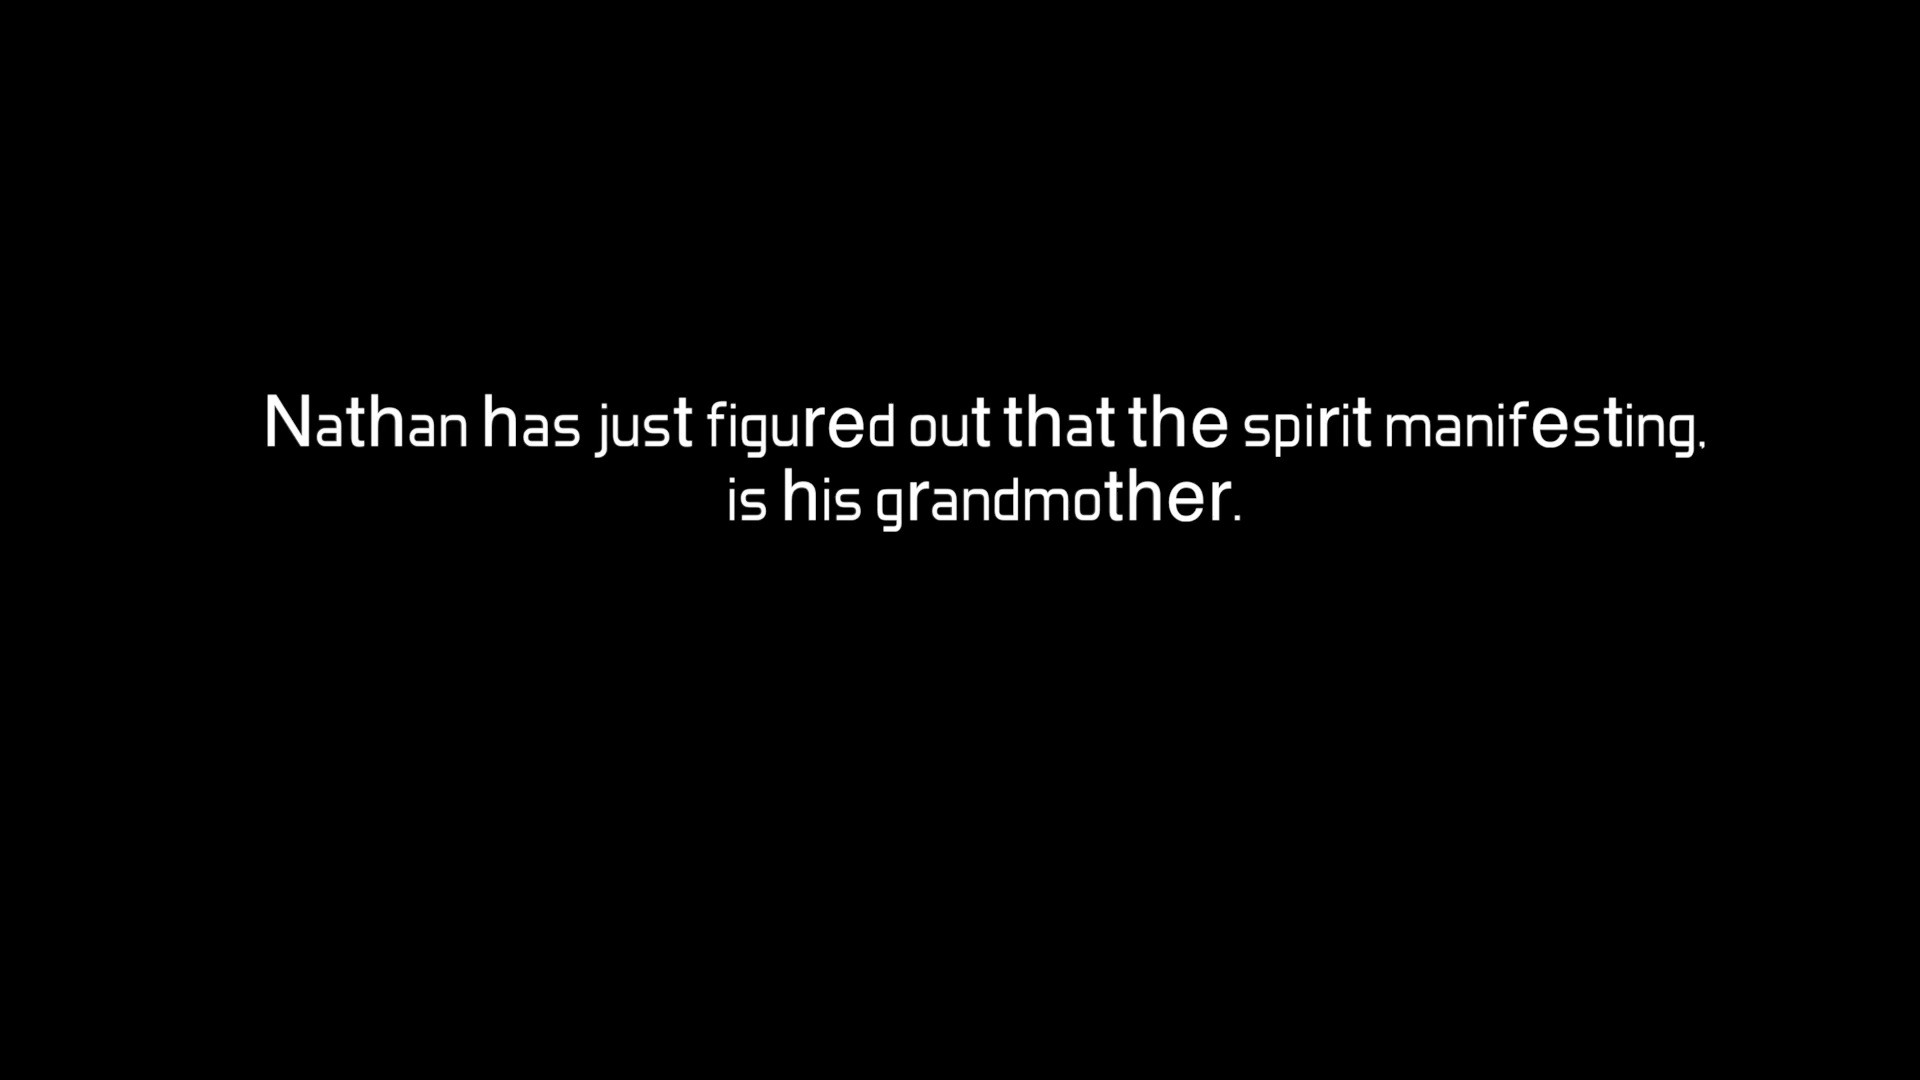 Nathan has just figured out that the spirit manifesting,
is his grandmother.